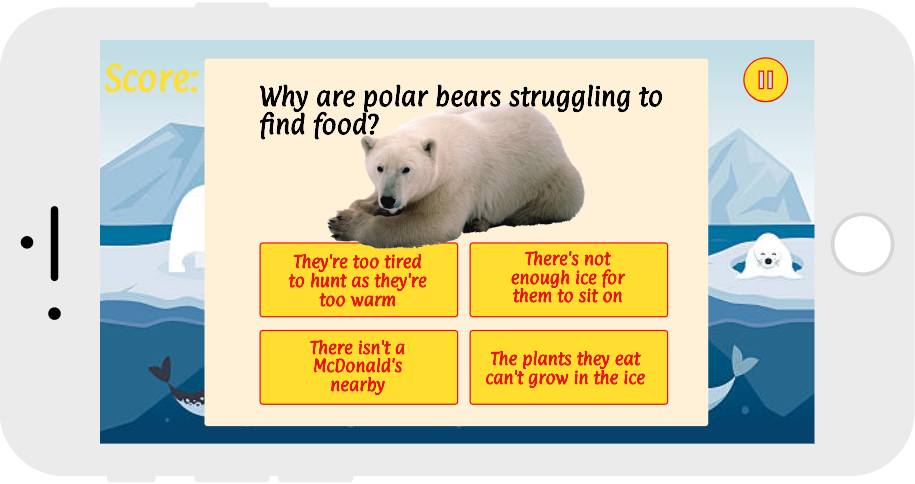 Score:
Why are polar bears struggling to
find food?
They're too tired
to hunt as they're
too warm
There's not
enough ice for
them to sit on
There isn't a
McDonald's
nearby
The plants they eat
can't grow in the ice